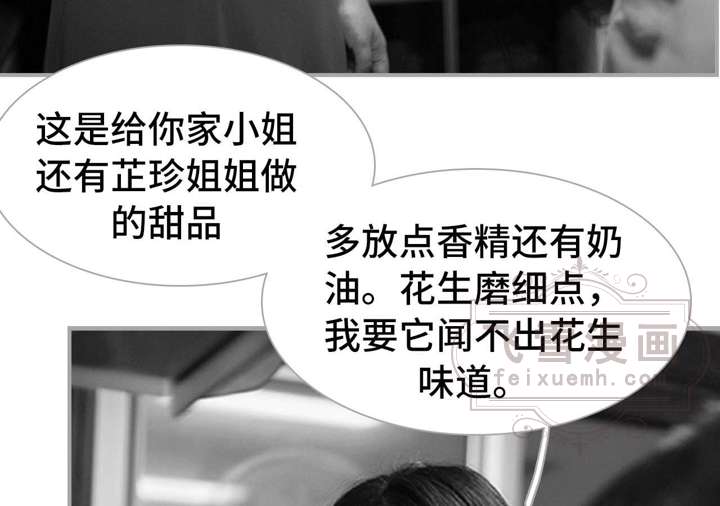 这是给你家小姐
还有芷珍姐姐做
的甜品
多放点香精还有奶
油。花生磨细点，
我要它闻不出花生
味道。
飞雪漫画
feixuemh.com